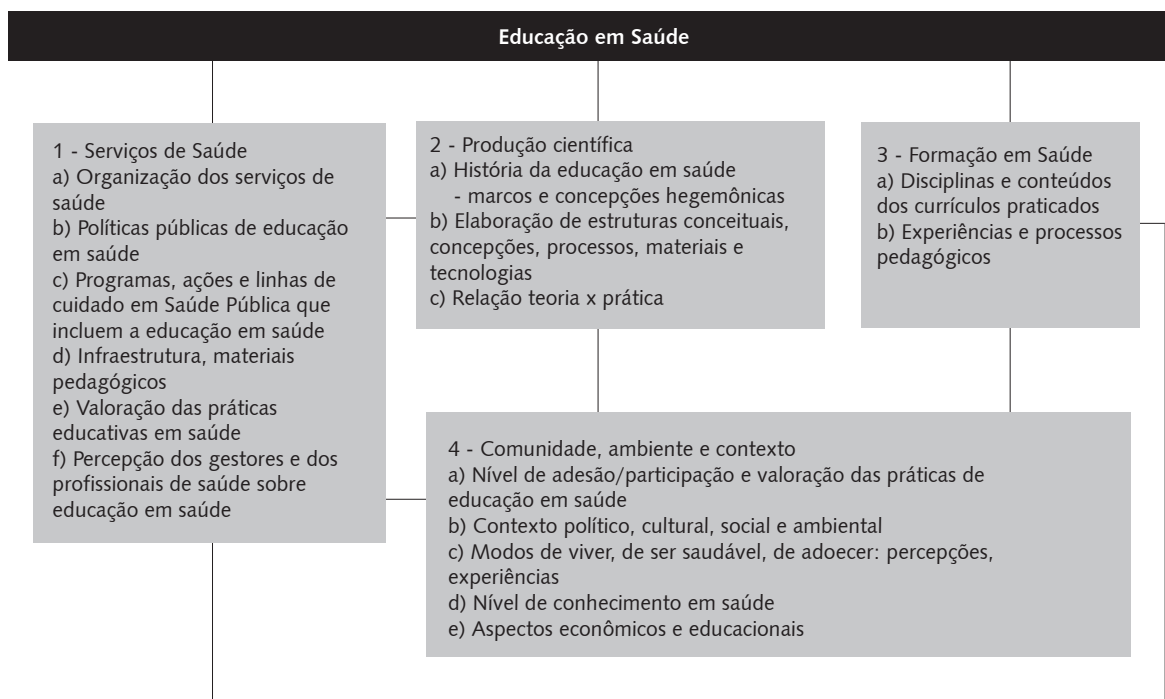 Educação em Saúde
1 - Serviços de Saúde
a) Organização dos serviços de
saúde
b) Políticas públicas de educação
em saúde
c) Programas, ações e linhas de
cuidado em Saúde Pública que
incluem a educação em saúde
d) Infraestrutura, materiais
pedagógicos
e) Valoração das práticas
educativas em saúde
f) Percepção dos gestores e dos
profissionais de saúde sobre
educação em saúde
2 - Produção científica
a) História da educação em saúde
- marcos e concepções hegemônicas
b) Elaboração de estruturas conceituais,
concepções, processos, materiais e
tecnologias
c) Relação teoria x prática
3 - Formação em Saúde
a) Disciplinas e conteúdos
dos currículos praticados
b) Experiências e processos
pedagógicos
4 - Comunidade, ambiente e contexto
a) Nível de adesão/participação e valoração das práticas de
educação em saúde
b) Contexto político, cultural, social e ambiental
c) Modos de viver, de ser saudável, de adoecer: percepções,
experiências
d) Nível de conhecimento em saúde
e) Aspectos econômicos e educacionais